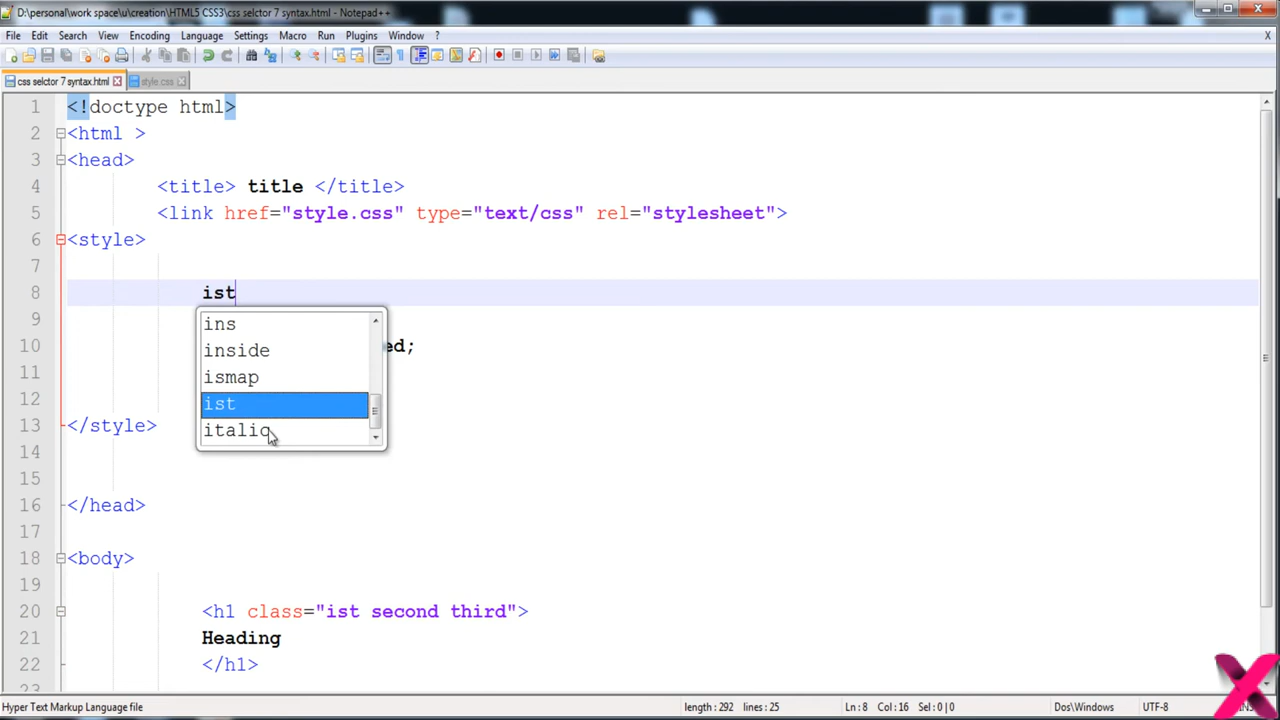 D:\personal\work space\u\creation\HTML5 CSS3\css selctor 7 syntax.html - Notepad++
File Edit Search View Encoding Language Settings Macro Run Plugins Window ? X
css selctor 7 syntax.html style.css
1 <!doctype html>
2 <html >
3 <head>
4 <title> title </title>
5 <link href="style.css" type="text/css" rel="stylesheet">
6 <style>
7
8 ist
9
ins
10 ed;
inside
11
ismap
12
ist
13 </style>
italic
14
15
16 </head>
17
18 <body>
19
20 <h1 class="ist second third">
21 Heading
22 </h1>
23
Hyper Text Markup Language file length : 292 lines : 25 Ln : 8 Col : 16 Sel : 0 | 0 Dos\Windows UTF-8